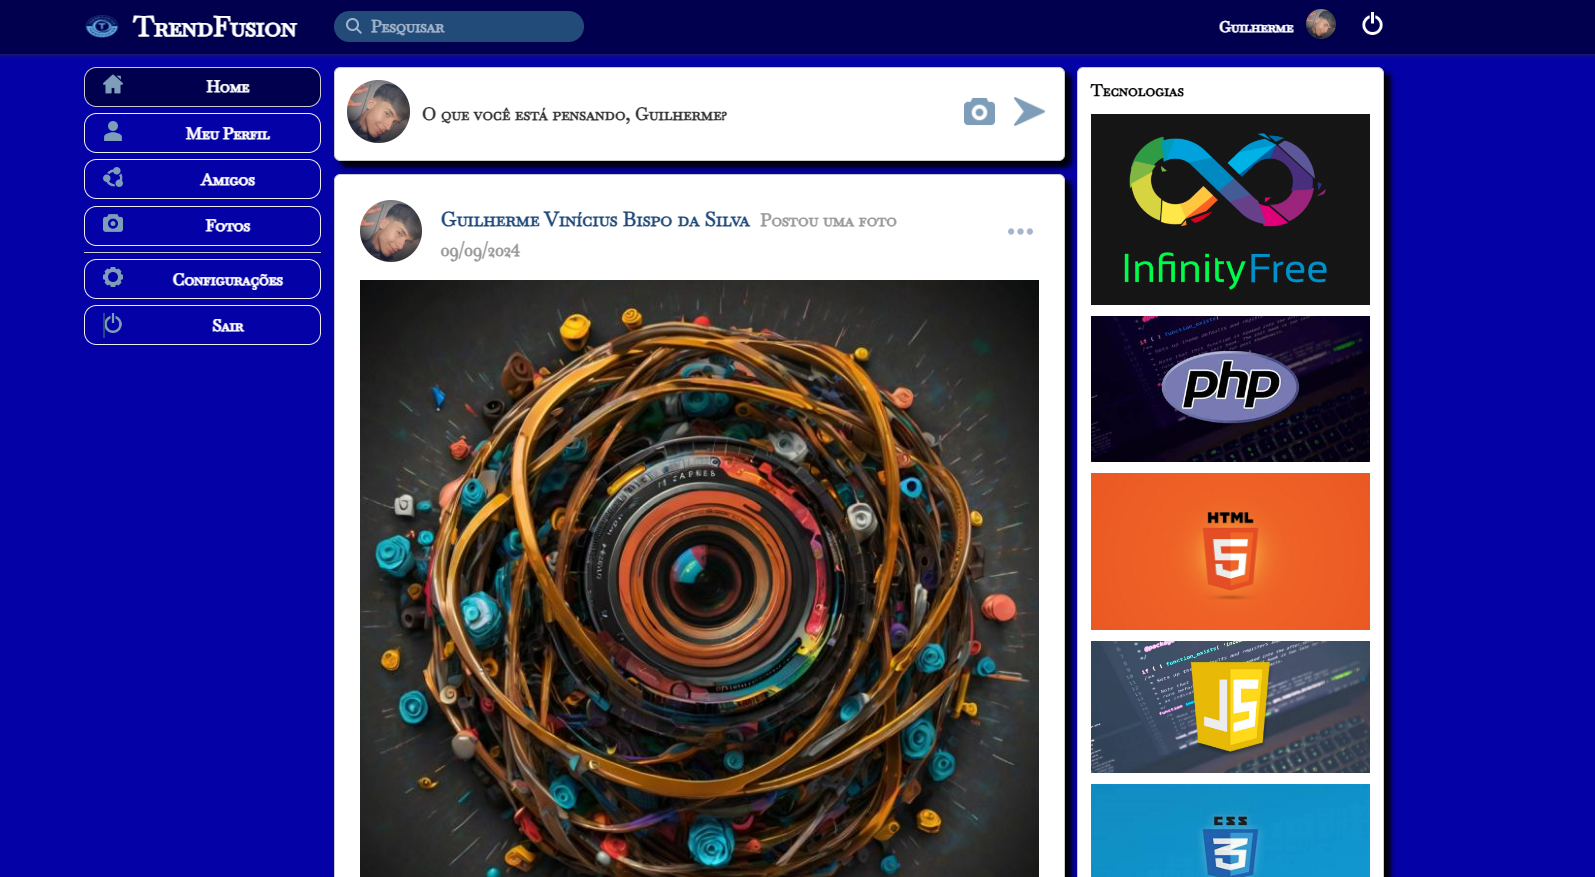 TrendFusion
Pesquisar
Guilherme
Home
Meu Perfil
Amigos
Fotos
Configurações
Sair
O que você está pensando, Guilherme?
Guilherme Vinícius Bispo da Silva Postou uma foto
09/09/2024
Tecnologias
InfinityFree
php
HTML
5
JS
CSS
3